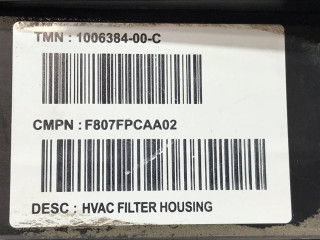 TMN : 1006384-00-C
CMPN : F807FPCAA02
DESC : HVAC FILTER HOUSING